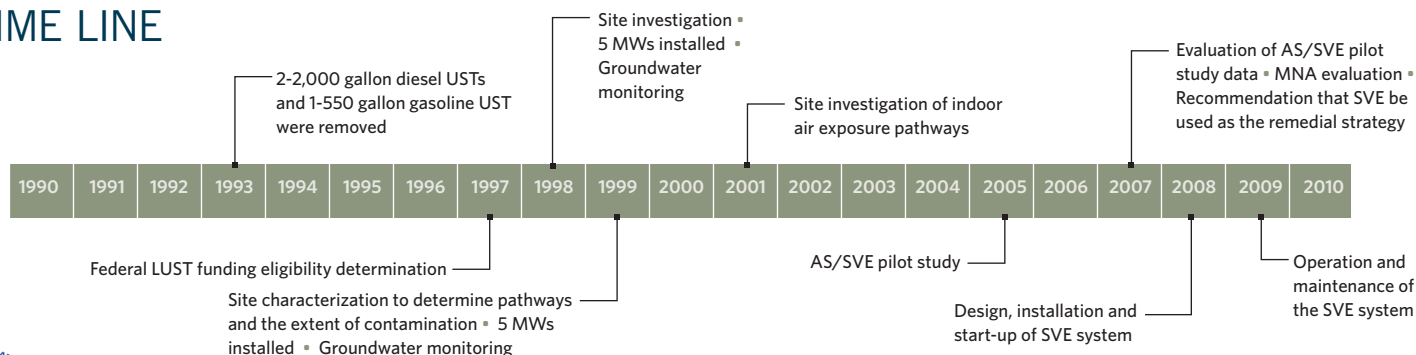 TIME LINE
2-2,000 gallon diesel USTs
and 1-550 gallon gasoline UST
were removed
Site investigation ▪
5 MWs installed ▪
Groundwater
monitoring
Site investigation of indoor
air exposure pathways
Evaluation of AS/SVE pilot
study data ▪ MNA evaluation ▪
Recommendation that SVE be
used as the remedial strategy
1990 1991 1992 1993 1994 1995 1996 1997 1998 1999 2000 2001 2002 2003 2004 2005 2006 2007 2008 2009 2010
Federal LUST funding eligibility determination
Site characterization to determine pathways
and the extent of contamination ▪ 5 MWs
installed ▪ Groundwater monitoring
AS/SVE pilot study
Design, installation and
start-up of SVE system
Operation and
maintenance of
the SVE system